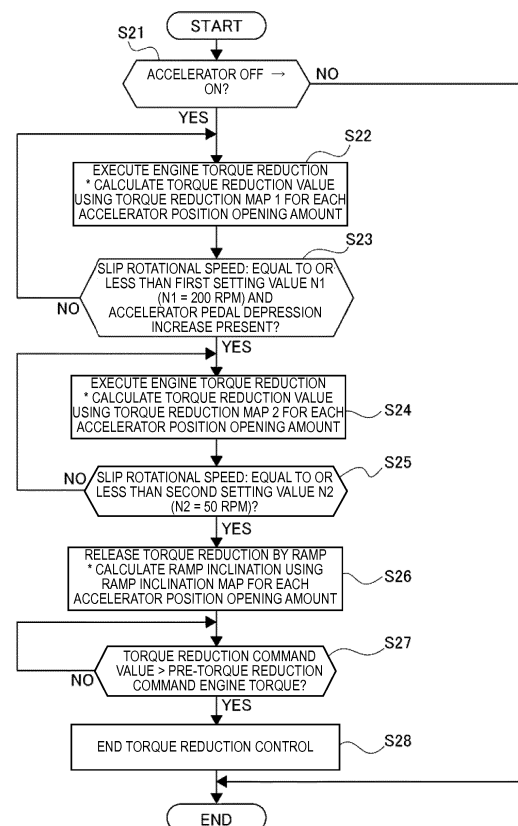 START
S21
ACCELERATOR OFF →
ON?
NO
YES
S22
EXECUTE ENGINE TORQUE REDUCTION
* CALCULATE TORQUE REDUCTION VALUE
USING TORQUE REDUCTION MAP 1 FOR EACH
ACCELERATOR POSITION OPENING AMOUNT
S23
SLIP ROTATIONAL SPEED: EQUAL TO OR
LESS THAN FIRST SETTING VALUE N1
(N1 = 200 RPM) AND
ACCELERATOR PEDAL DEPRESSION
INCREASE PRESENT?
NO
YES
EXECUTE ENGINE TORQUE REDUCTION
* CALCULATE TORQUE REDUCTION VALUE
USING TORQUE REDUCTION MAP 2 FOR EACH
ACCELERATOR POSITION OPENING AMOUNT
S24
S25
NO
SLIP ROTATIONAL SPEED: EQUAL TO OR
LESS THAN SECOND SETTING VALUE N2
(N2 = 50 RPM)?
YES
RELEASE TORQUE REDUCTION BY RAMP
* CALCULATE RAMP INCLINATION USING
RAMP INCLINATION MAP FOR EACH
ACCELERATOR POSITION OPENING AMOUNT
S26
S27
TORQUE REDUCTION COMMAND
VALUE > PRE-TORQUE REDUCTION
COMMAND ENGINE TORQUE?
NO
YES
END TORQUE REDUCTION CONTROL
S28
END